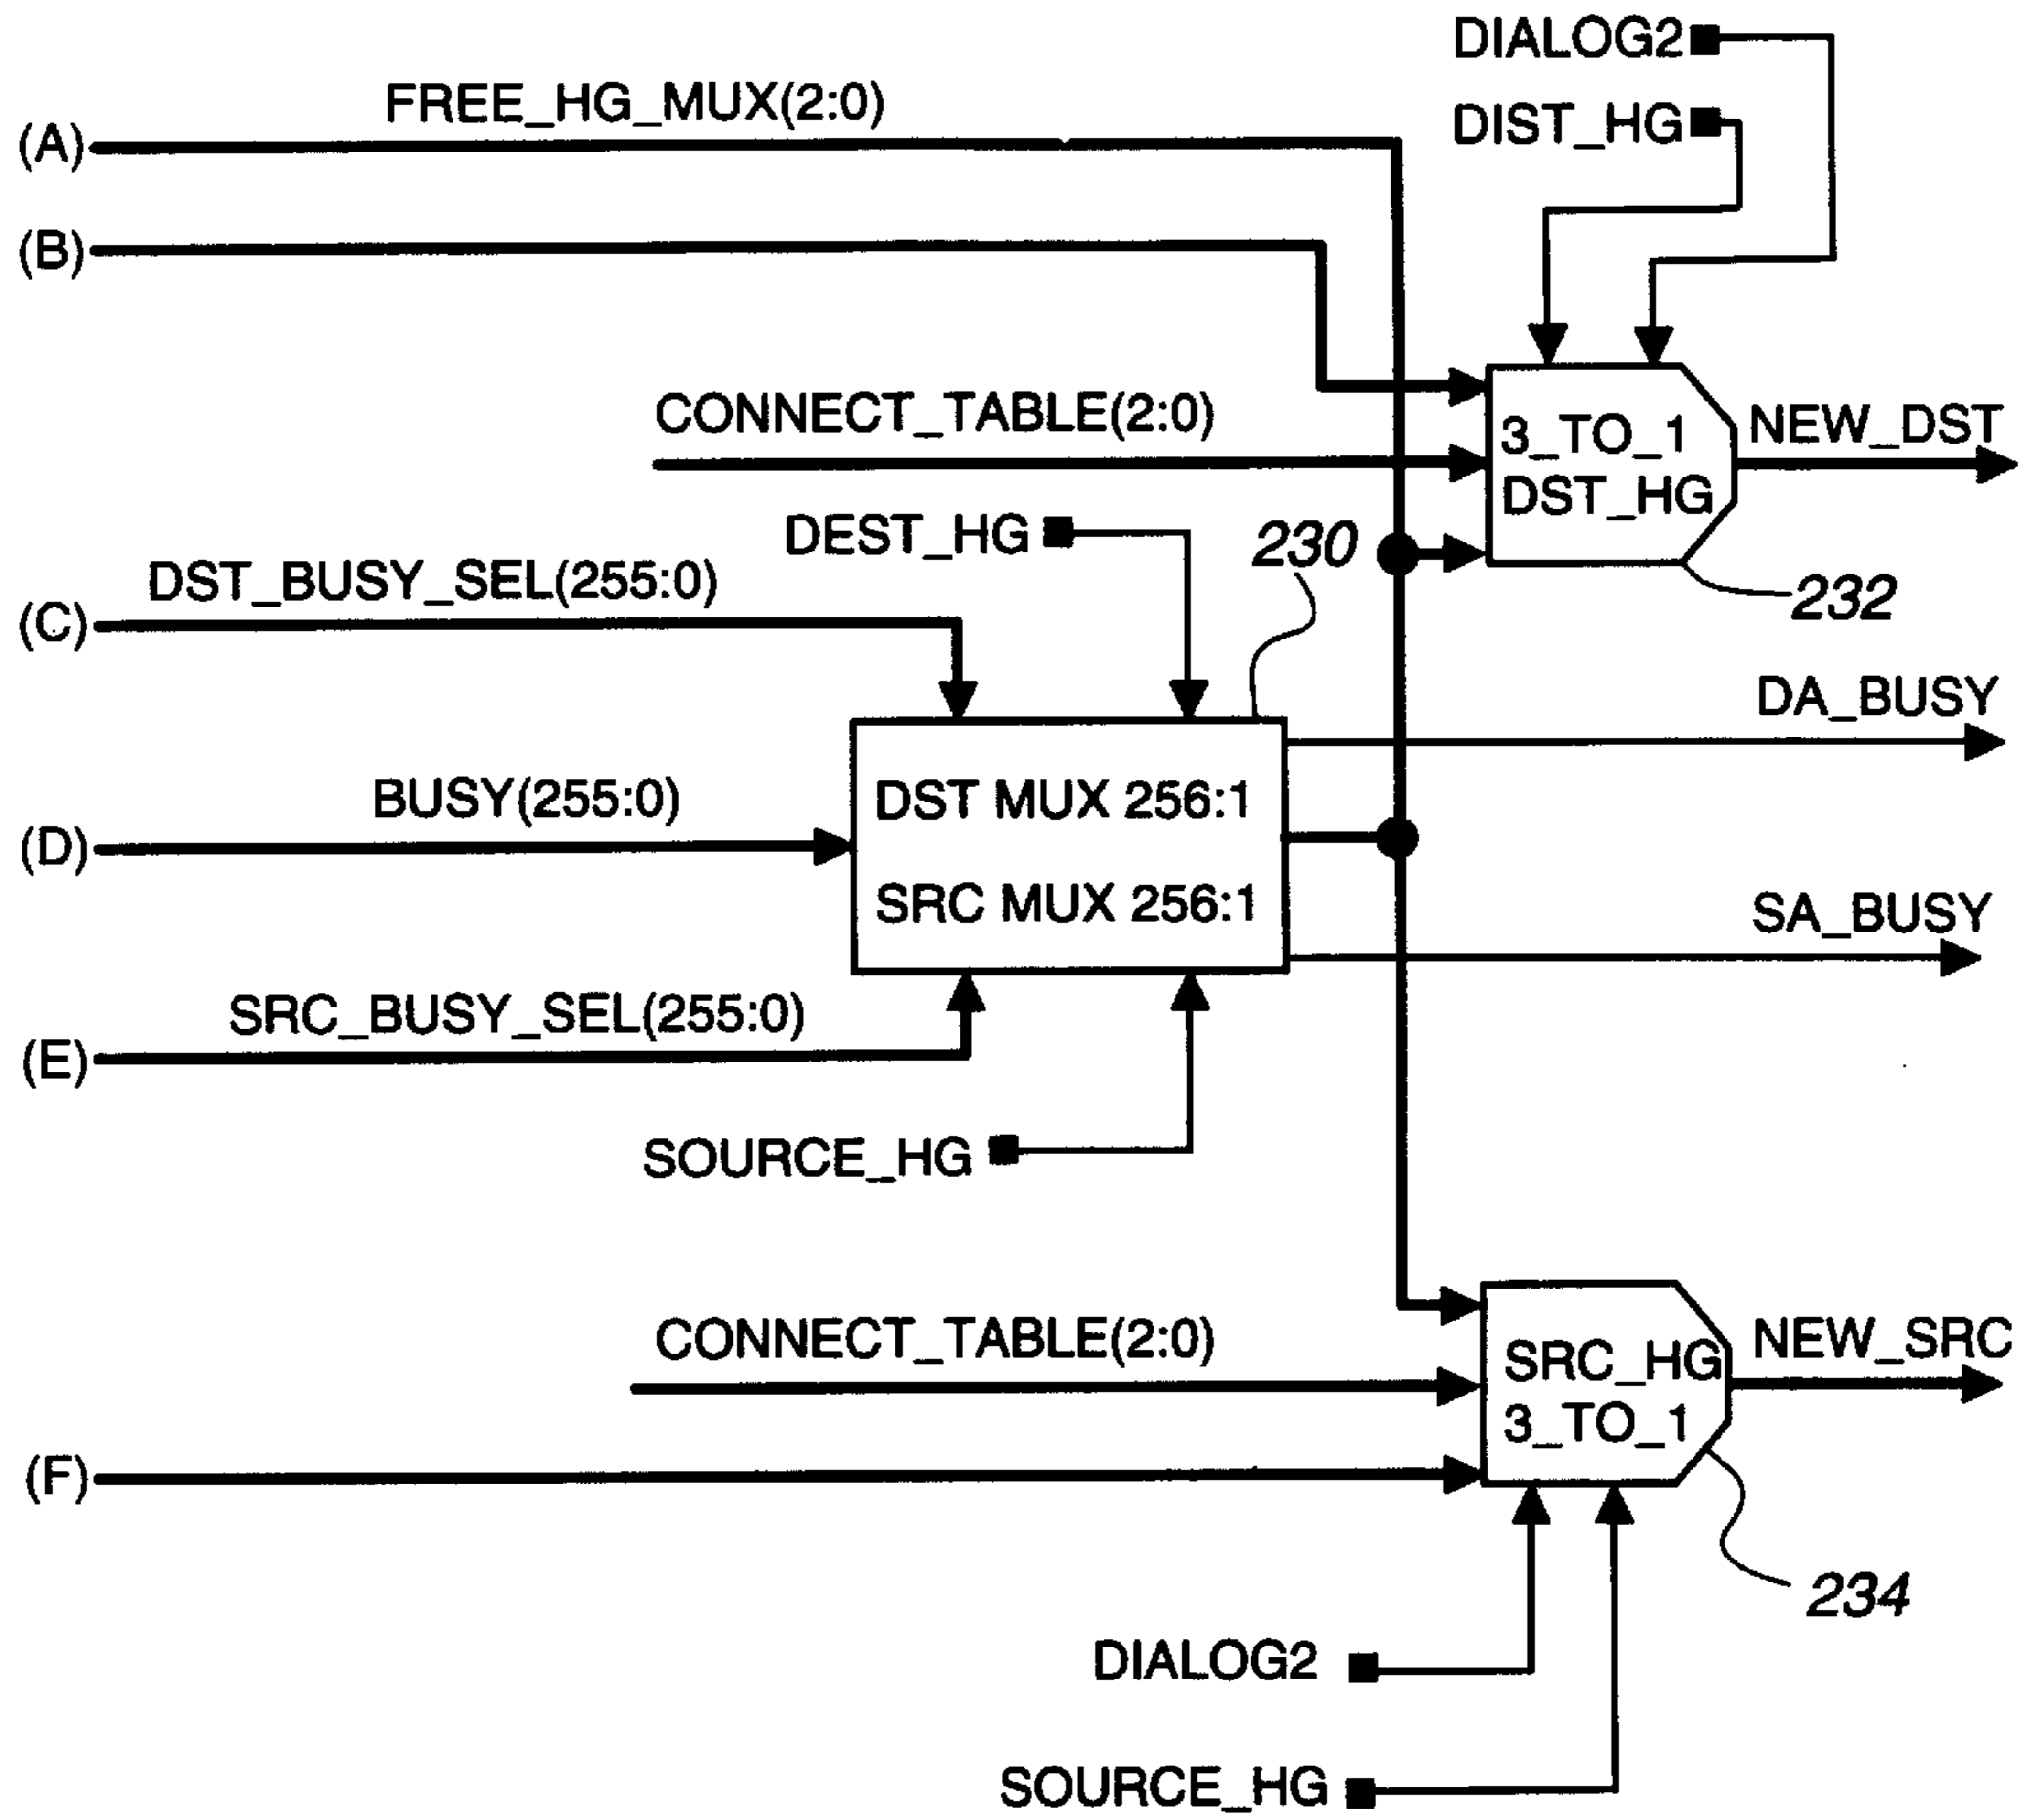 DIALOG2
FREE_HG_MUX(2:0)
DIST_HG
(A)
(B)
CONNECT_TABLE(2:0)
3_TO_1
DST_HG
NEW_DST
DEST_HG
230
DST_BUSY_SEL(255:0)
232
(C)
DA_BUSY
BUSY(255:0)
DST MUX 256:1
(D)
SRC MUX 256:1
SA_BUSY
SRC_BUSY_SEL(255:0)
(E)
SOURCE_HG
CONNECT_TABLE(2:0)
SRC_HG
3_TO_1
NEW_SRC
(F)
234
DIALOG2
SOURCE_HG